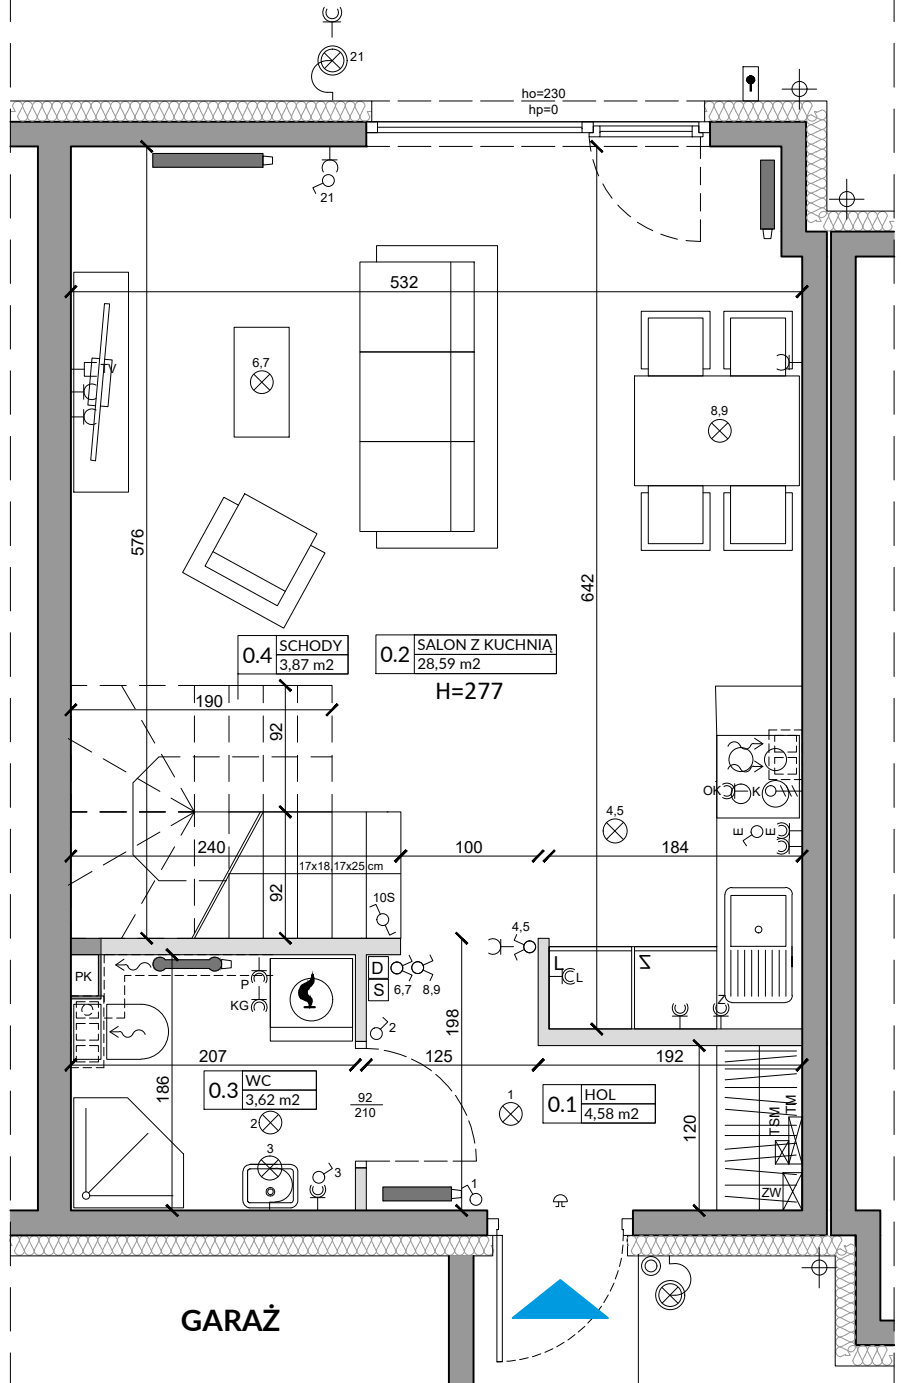 21
ho=230
hp=0
21
532
6,7
TV
8,9
576
642
0.4 SCHODY
3,87 m2
0.2 SALON Z KUCHNIĄ
28,59 m2
H=277
190
92
OK
K
4,5
E
E
240
100
184
17x18,17x25 cm
92
10S
4,5
PK
P
KG
D
S
6,7
8,9
L
L
Z
Z
2
198
207
125
192
186
0.3 WC
3,62 m2
92
210
1
0.1 HOL
4,58 m2
120
TSM
TM
2
3
3
1
ZW
GARAŻ